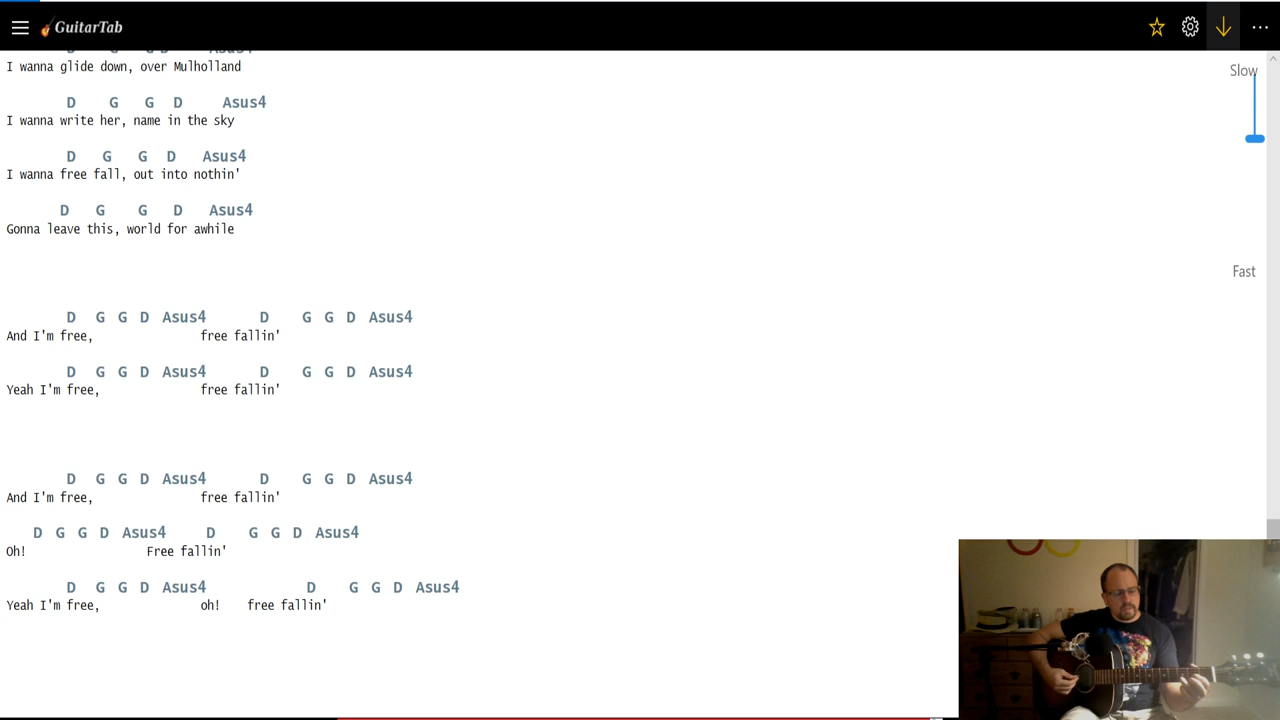 GuitarTab
D G G D Asus4
I wanna glide down, over Mulholland
Slow
D G G D Asus4
I wanna write her, name in the sky
D G G D Asus4
I wanna free fall, out into nothin'
D G G D Asus4
Gonna leave this, world for awhile
Fast
D G G D Asus4 D G G D Asus4
And I'm free, free fallin'
D G G D Asus4 D G G D Asus4
Yeah I'm free, free fallin'
D G G D Asus4 D G G D Asus4
And I'm free, free fallin'
D G G D Asus4 D G G D Asus4
Oh! Free fallin'
D G G D Asus4 D G G D Asus4
Yeah I'm free, oh! free fallin'